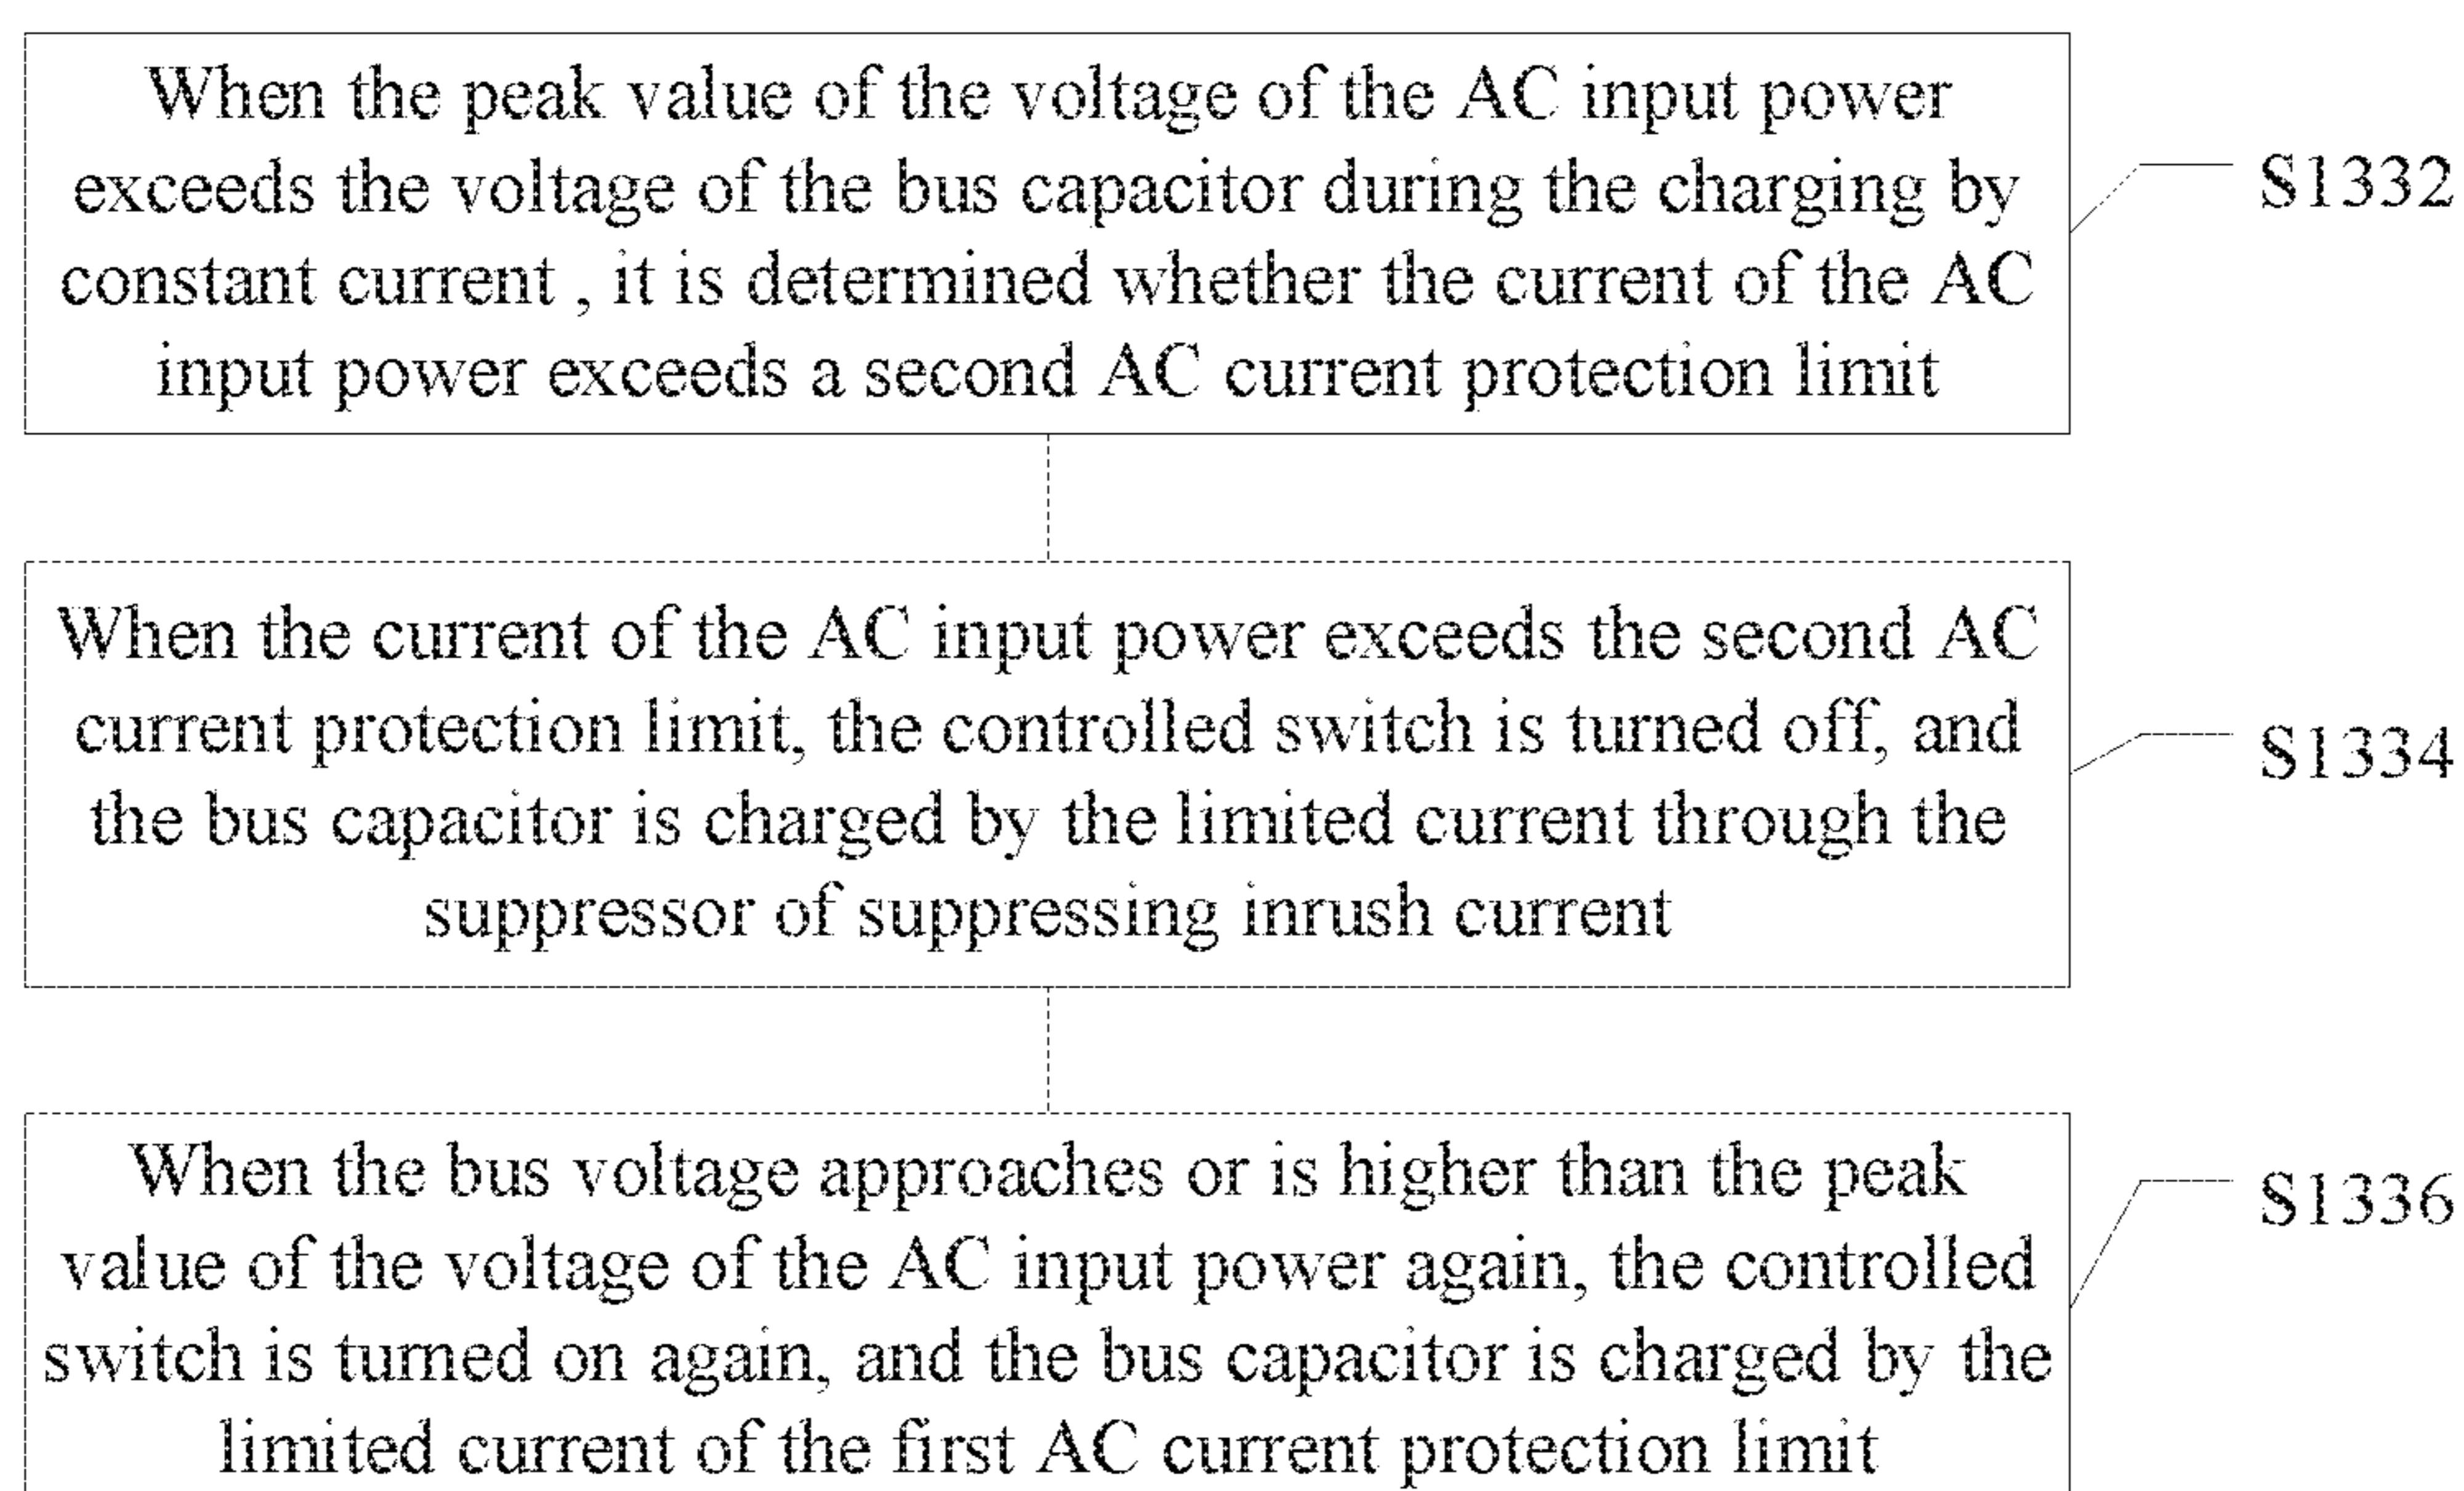 When the peak value of the voltage of the AC input power
exceeds the voltage of the bus capacitor during the charging by
constant current , it is determined whether the current of the AC
input power exceeds a second AC current protection limit
S1332
When the current of the AC input power exceeds the second AC
current protection limit, the controlled switch is turned off, and
the bus capacitor is charged by the limited current through the
suppressor of suppressing inrush current
S1334
When the bus voltage approaches or is higher than the peak
value of the voltage of the AC input power again, the controlled
switch is turned on again, and the bus capacitor is charged by the
limited current of the first AC current protection limit
S1336